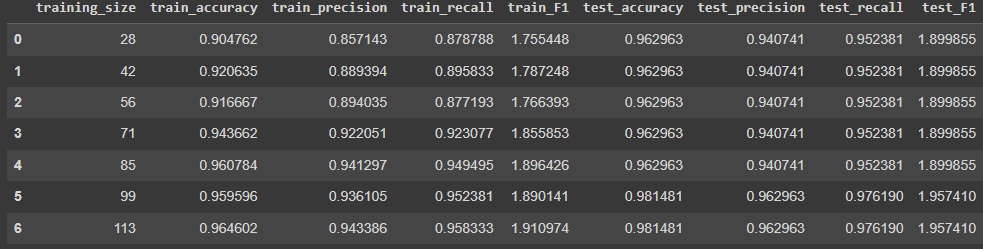 training_size train_accuracy train_precision train_recall train_F1 test_accuracy test_precision test_recall test_F1
0 28 0.904762 0.857143 0.878788 1.755448 0.962963 0.940741 0.952381 1.899855
1 42 0.920635 0.889394 0.895833 1.787248 0.962963 0.940741 0.952381 1.899855
2 56 0.916667 0.894035 0.877193 1.766393 0.962963 0.940741 0.952381 1.899855
3 71 0.943662 0.922051 0.923077 1.855853 0.962963 0.940741 0.952381 1.899855
4 85 0.960784 0.941297 0.949495 1.896426 0.962963 0.940741 0.952381 1.899855
5 99 0.959596 0.936105 0.952381 1.890141 0.981481 0.962963 0.976190 1.957410
6 113 0.964602 0.943386 0.958333 1.910974 0.981481 0.962963 0.976190 1.957410